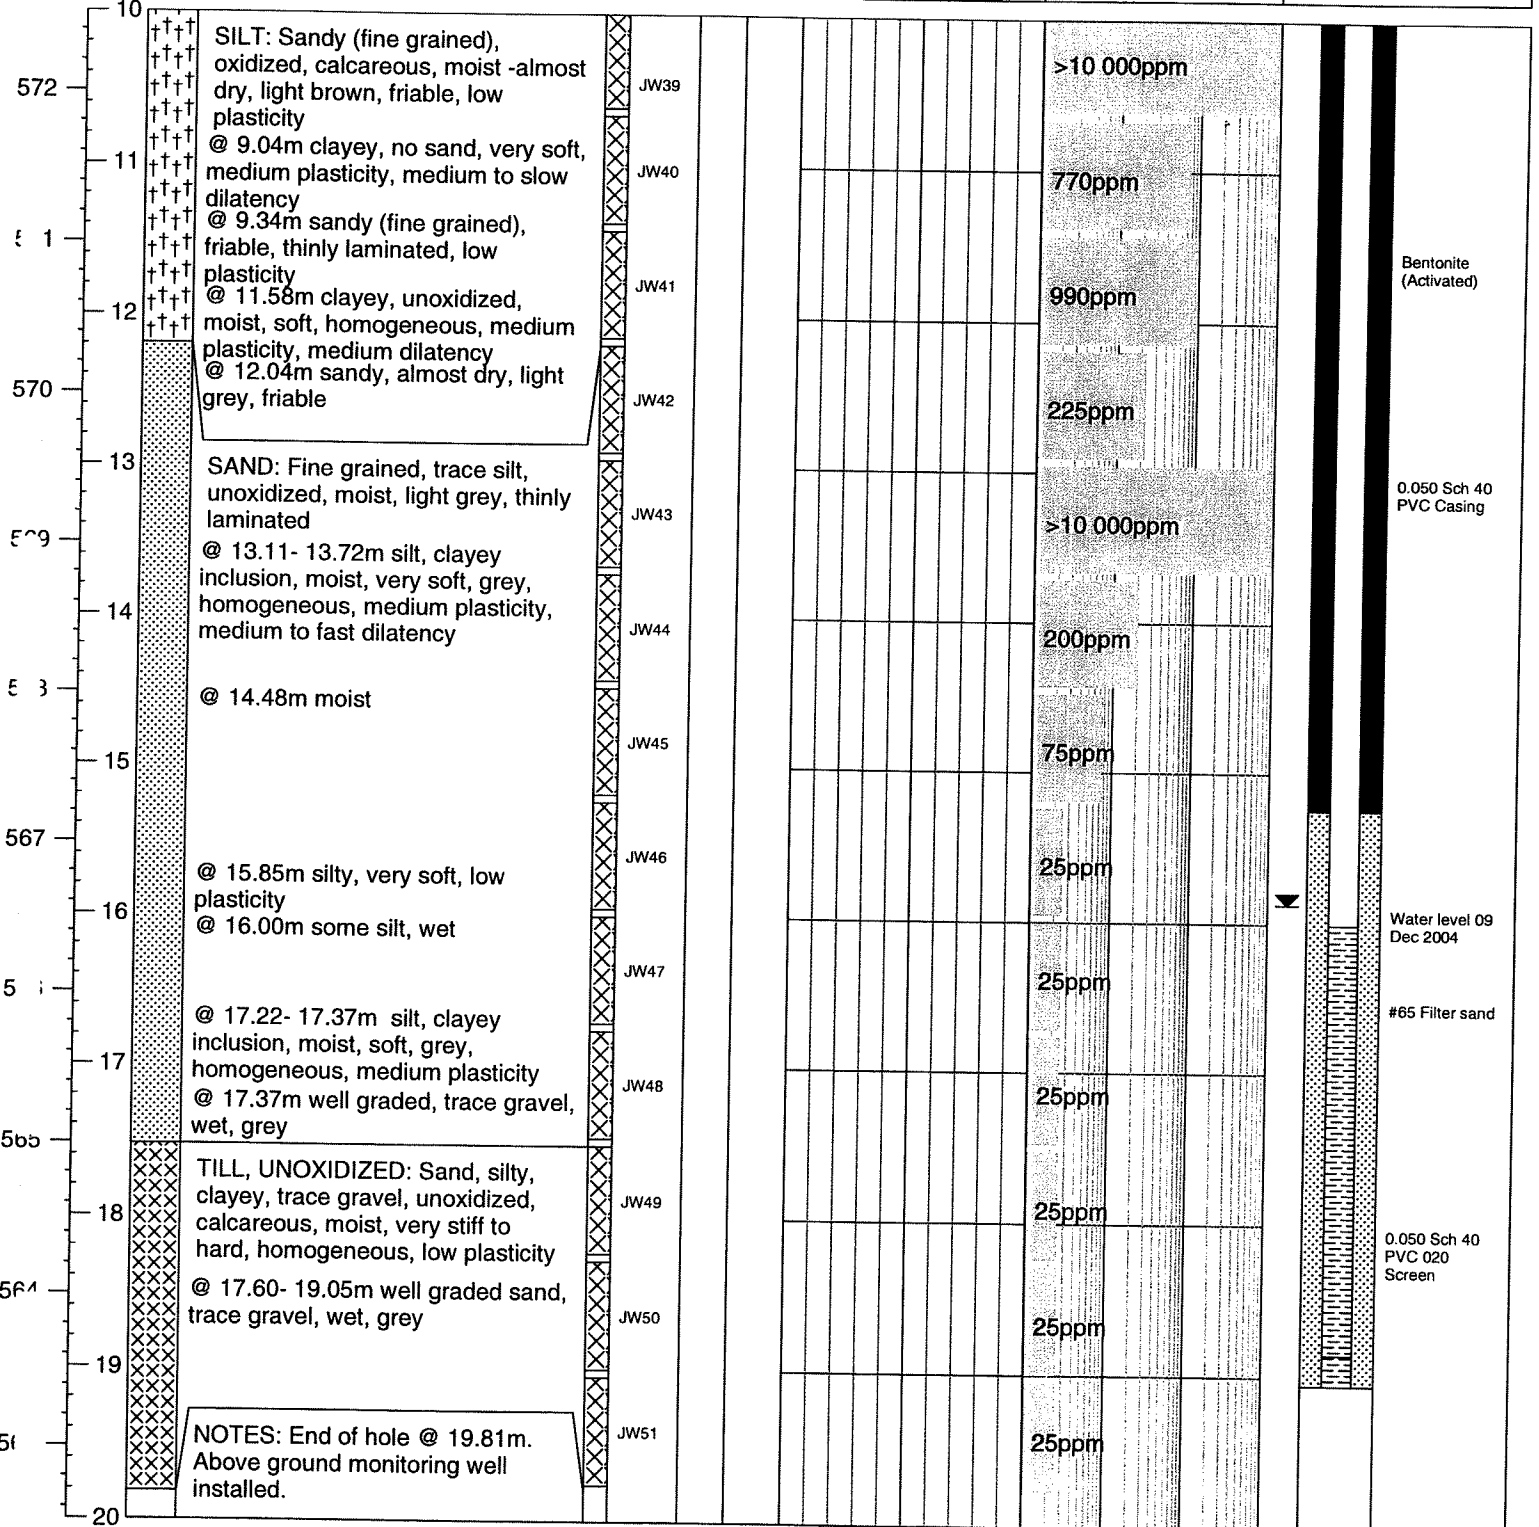 10
572
11
1
12
570
13
14
15
567
16
17
565
18
564
19
20
SILT: Sandy (fine grained),
oxidized, calcareous, moist -almost
dry, light brown, friable, low
plasticity
@ 9.04m clayey, no sand, very soft,
medium plasticity, medium to slow
dilatency
@ 9.34m sandy (fine grained),
friable, thinly laminated, low
plasticity
@ 11.58m clayey, unoxidized,
moist, soft, homogeneous, medium
plasticity, medium dilatency
@ 12.04m sandy, almost dry, light
grey, friable
SAND: Fine grained, trace silt,
unoxidized, moist, light grey, thinly
laminated
@ 13.11- 13.72m silt, clayey
inclusion, moist, very soft, grey,
homogeneous, medium plasticity,
medium to fast dilatency
@ 14.48m moist
@ 15.85m silty, very soft, low
plasticity
@ 16.00m some silt, wet
@ 17.22- 17.37m silt, clayey
inclusion, moist, soft, grey,
homogeneous, medium plasticity
@ 17.37m well graded, trace gravel,
wet, grey
TILL, UNOXIDIZED: Sand, silty,
clayey, trace gravel, unoxidized,
calcareous, moist, very stiff to
hard, homogeneous, low plasticity
@ 17.60- 19.05m well graded sand,
trace gravel, wet, grey
NOTES: End of hole @ 19.81m.
Above ground monitoring well
installed.
JW39
JW40
JW41
JW42
JW43
JW44
JW45
JW46
JW47
JW48
JW49
JW50
JW51
>10 000ppm
770ppm
990ppm
225ppm
>10 000ppm
200ppm
75ppm
25ppm
25ppm
25ppm
25ppm
25ppm
25ppm
Bentonite
(Activated)
0.050 Sch 40
PVC Casing
Water level 09
Dec 2004
#65 Filter sand
0.050 Sch 40
PVC 020
Screen